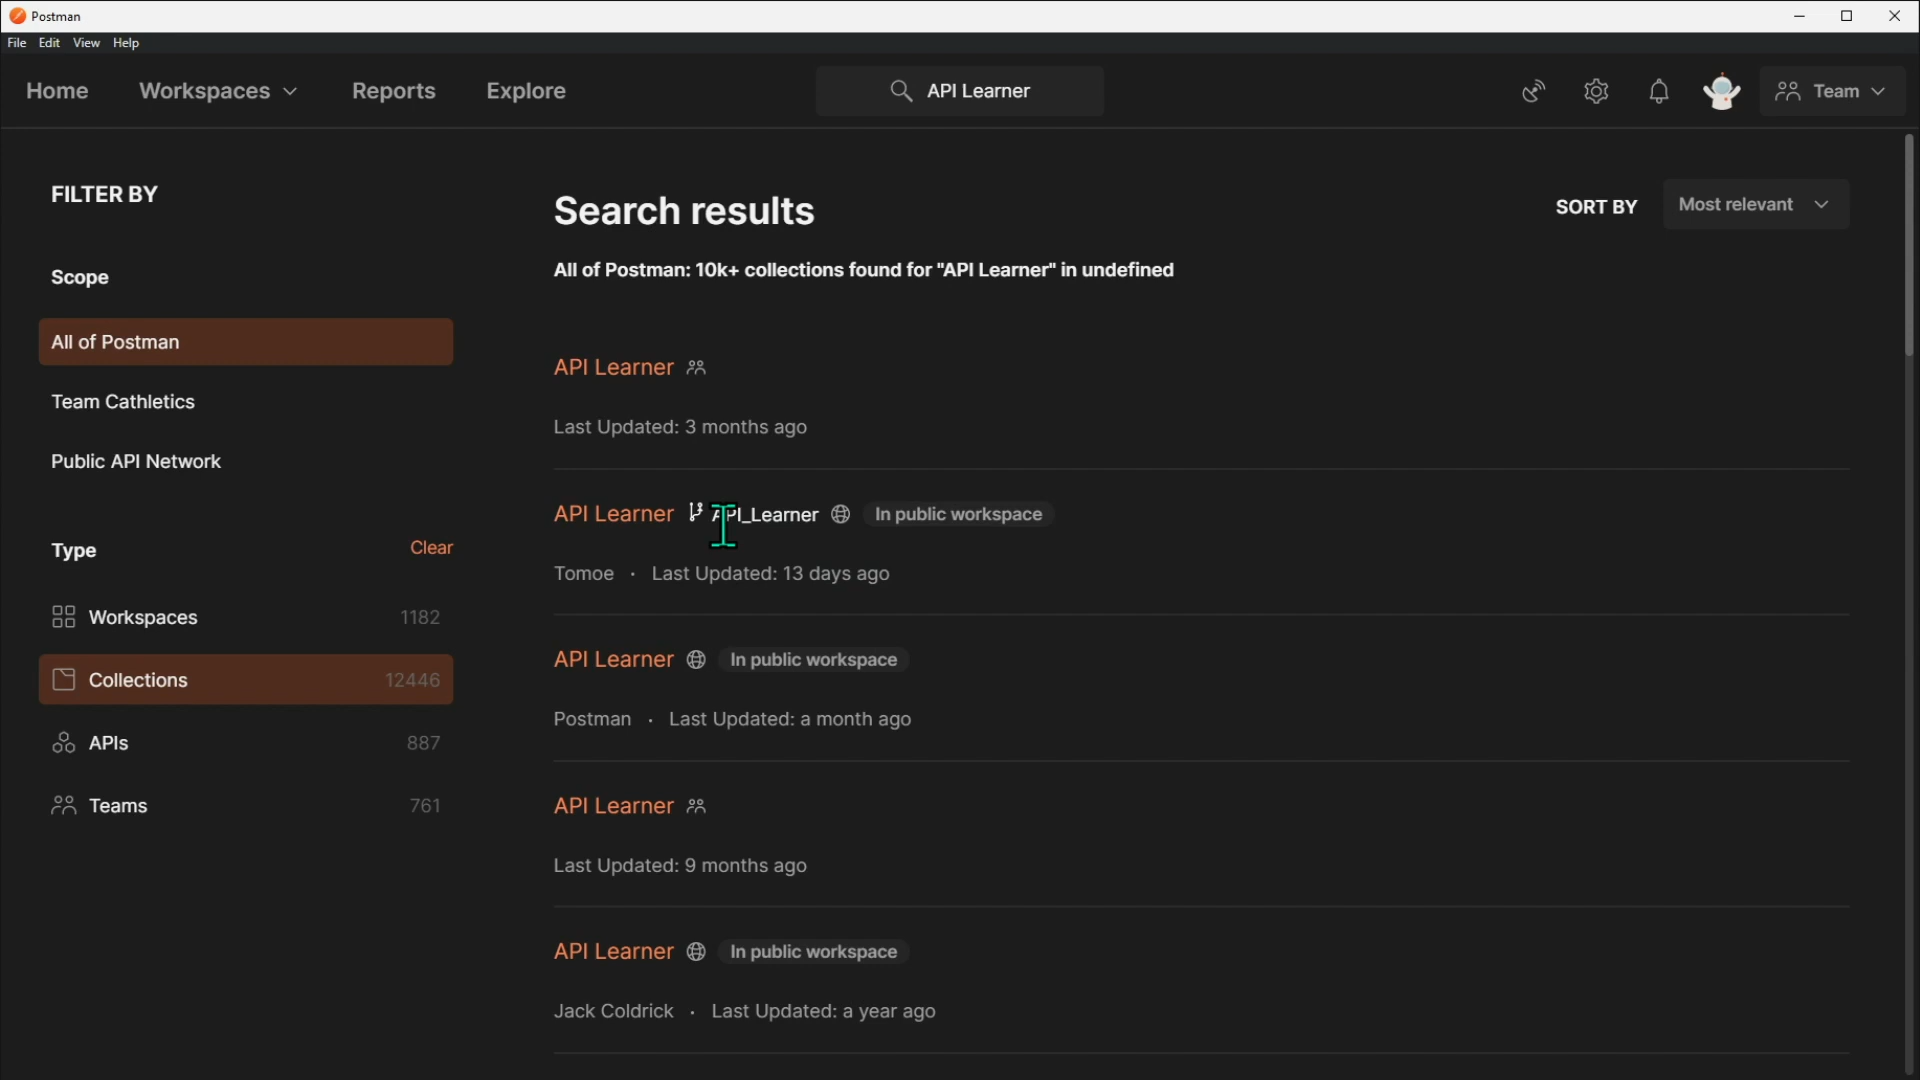 Postman
File Edit View Help
Home Workspaces Reports Explore API Learner Team
FILTER BY
Scope
All of Postman
Team Cathletics
Public API Network
Type Clear
Workspaces 1182
Collections 12446
APIs 887
Teams 761
Search results
SORT BY Most relevant
All of Postman: 10k+ collections found for "API Learner" in undefined
API Learner
Last Updated: 3 months ago
API Learner API_Learner In public workspace
Tomoe · Last Updated: 13 days ago
API Learner In public workspace
Postman · Last Updated: a month ago
API Learner
Last Updated: 9 months ago
API Learner In public workspace
Jack Coldrick · Last Updated: a year ago